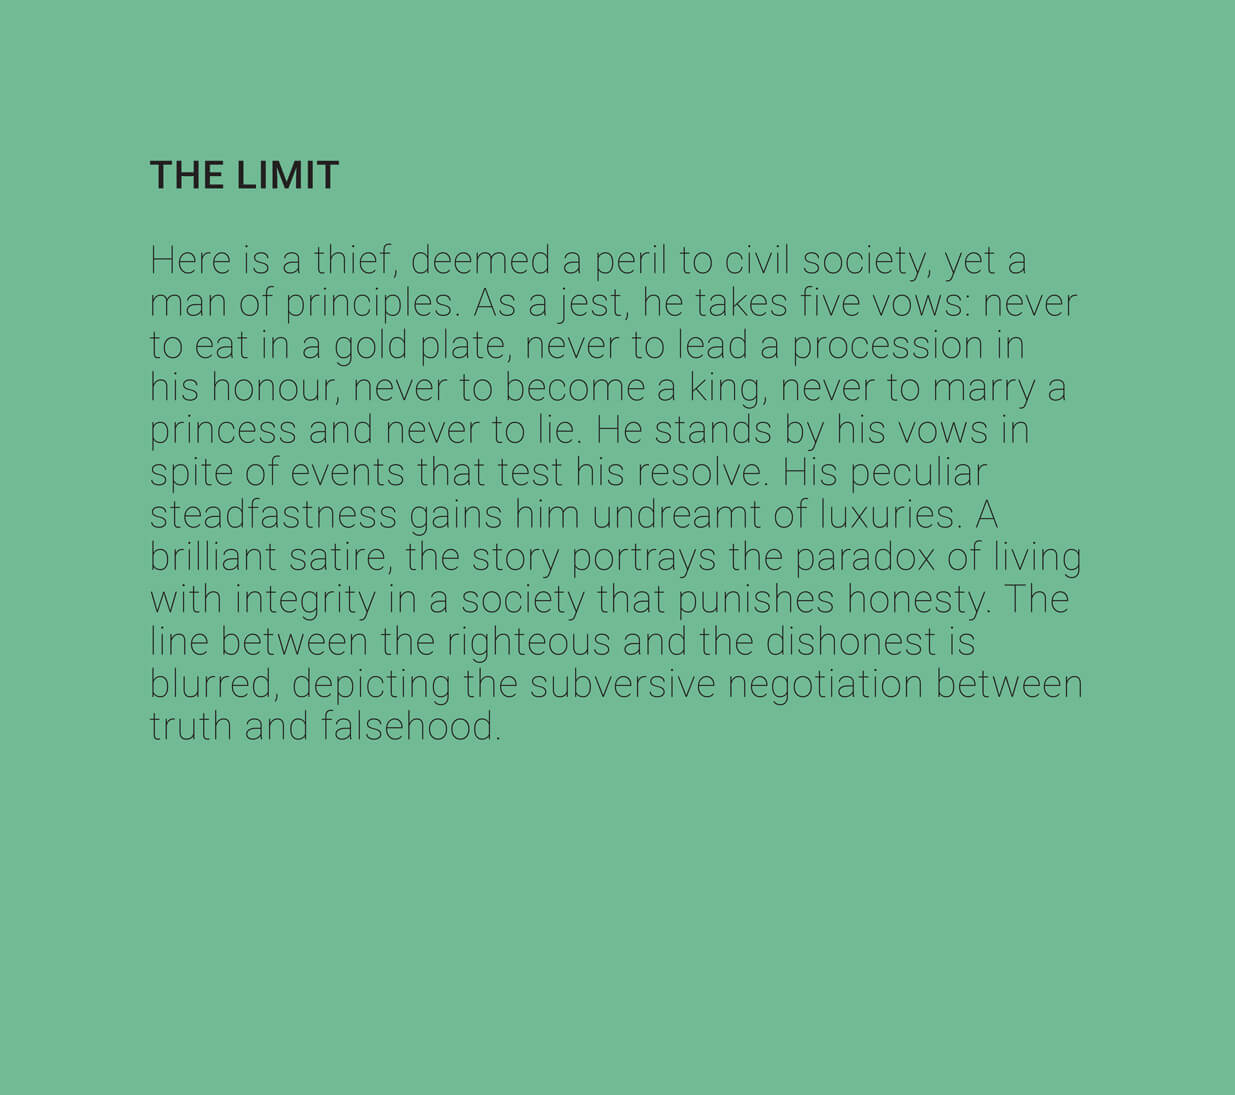 THE LIMIT
Here is a thief, deemed a peril to civil society, yet a
man of principles. As a jest, he takes five vows: never
to eat in a gold plate, never to lead a procession in
his honour, never to become a king, never to marry a
princess and never to lie. He stands by his vows in
spite of events that test his resolve. His peculiar
steadfastness gains him undreamt of luxuries. A
brilliant satire, the story portrays the paradox of living
with integrity in a society that punishes honesty. The
line between the righteous and the dishonest is
blurred, depicting the subversive negotiation between
truth and falsehood.